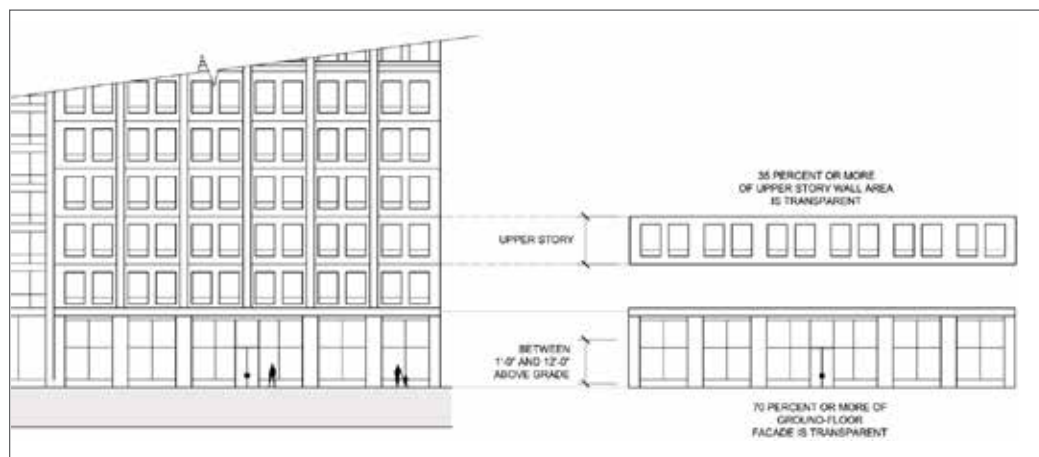 35 PERCENT OR MORE
OF UPPER STORY WALL AREA
IS TRANSPARENT
UPPER STORY
BETWEEN
1'-0" AND 12'-0"
ABOVE GRADE
70 PERCENT OR MORE OF
GROUND-FLOOR
FACADE IS TRANSPARENT